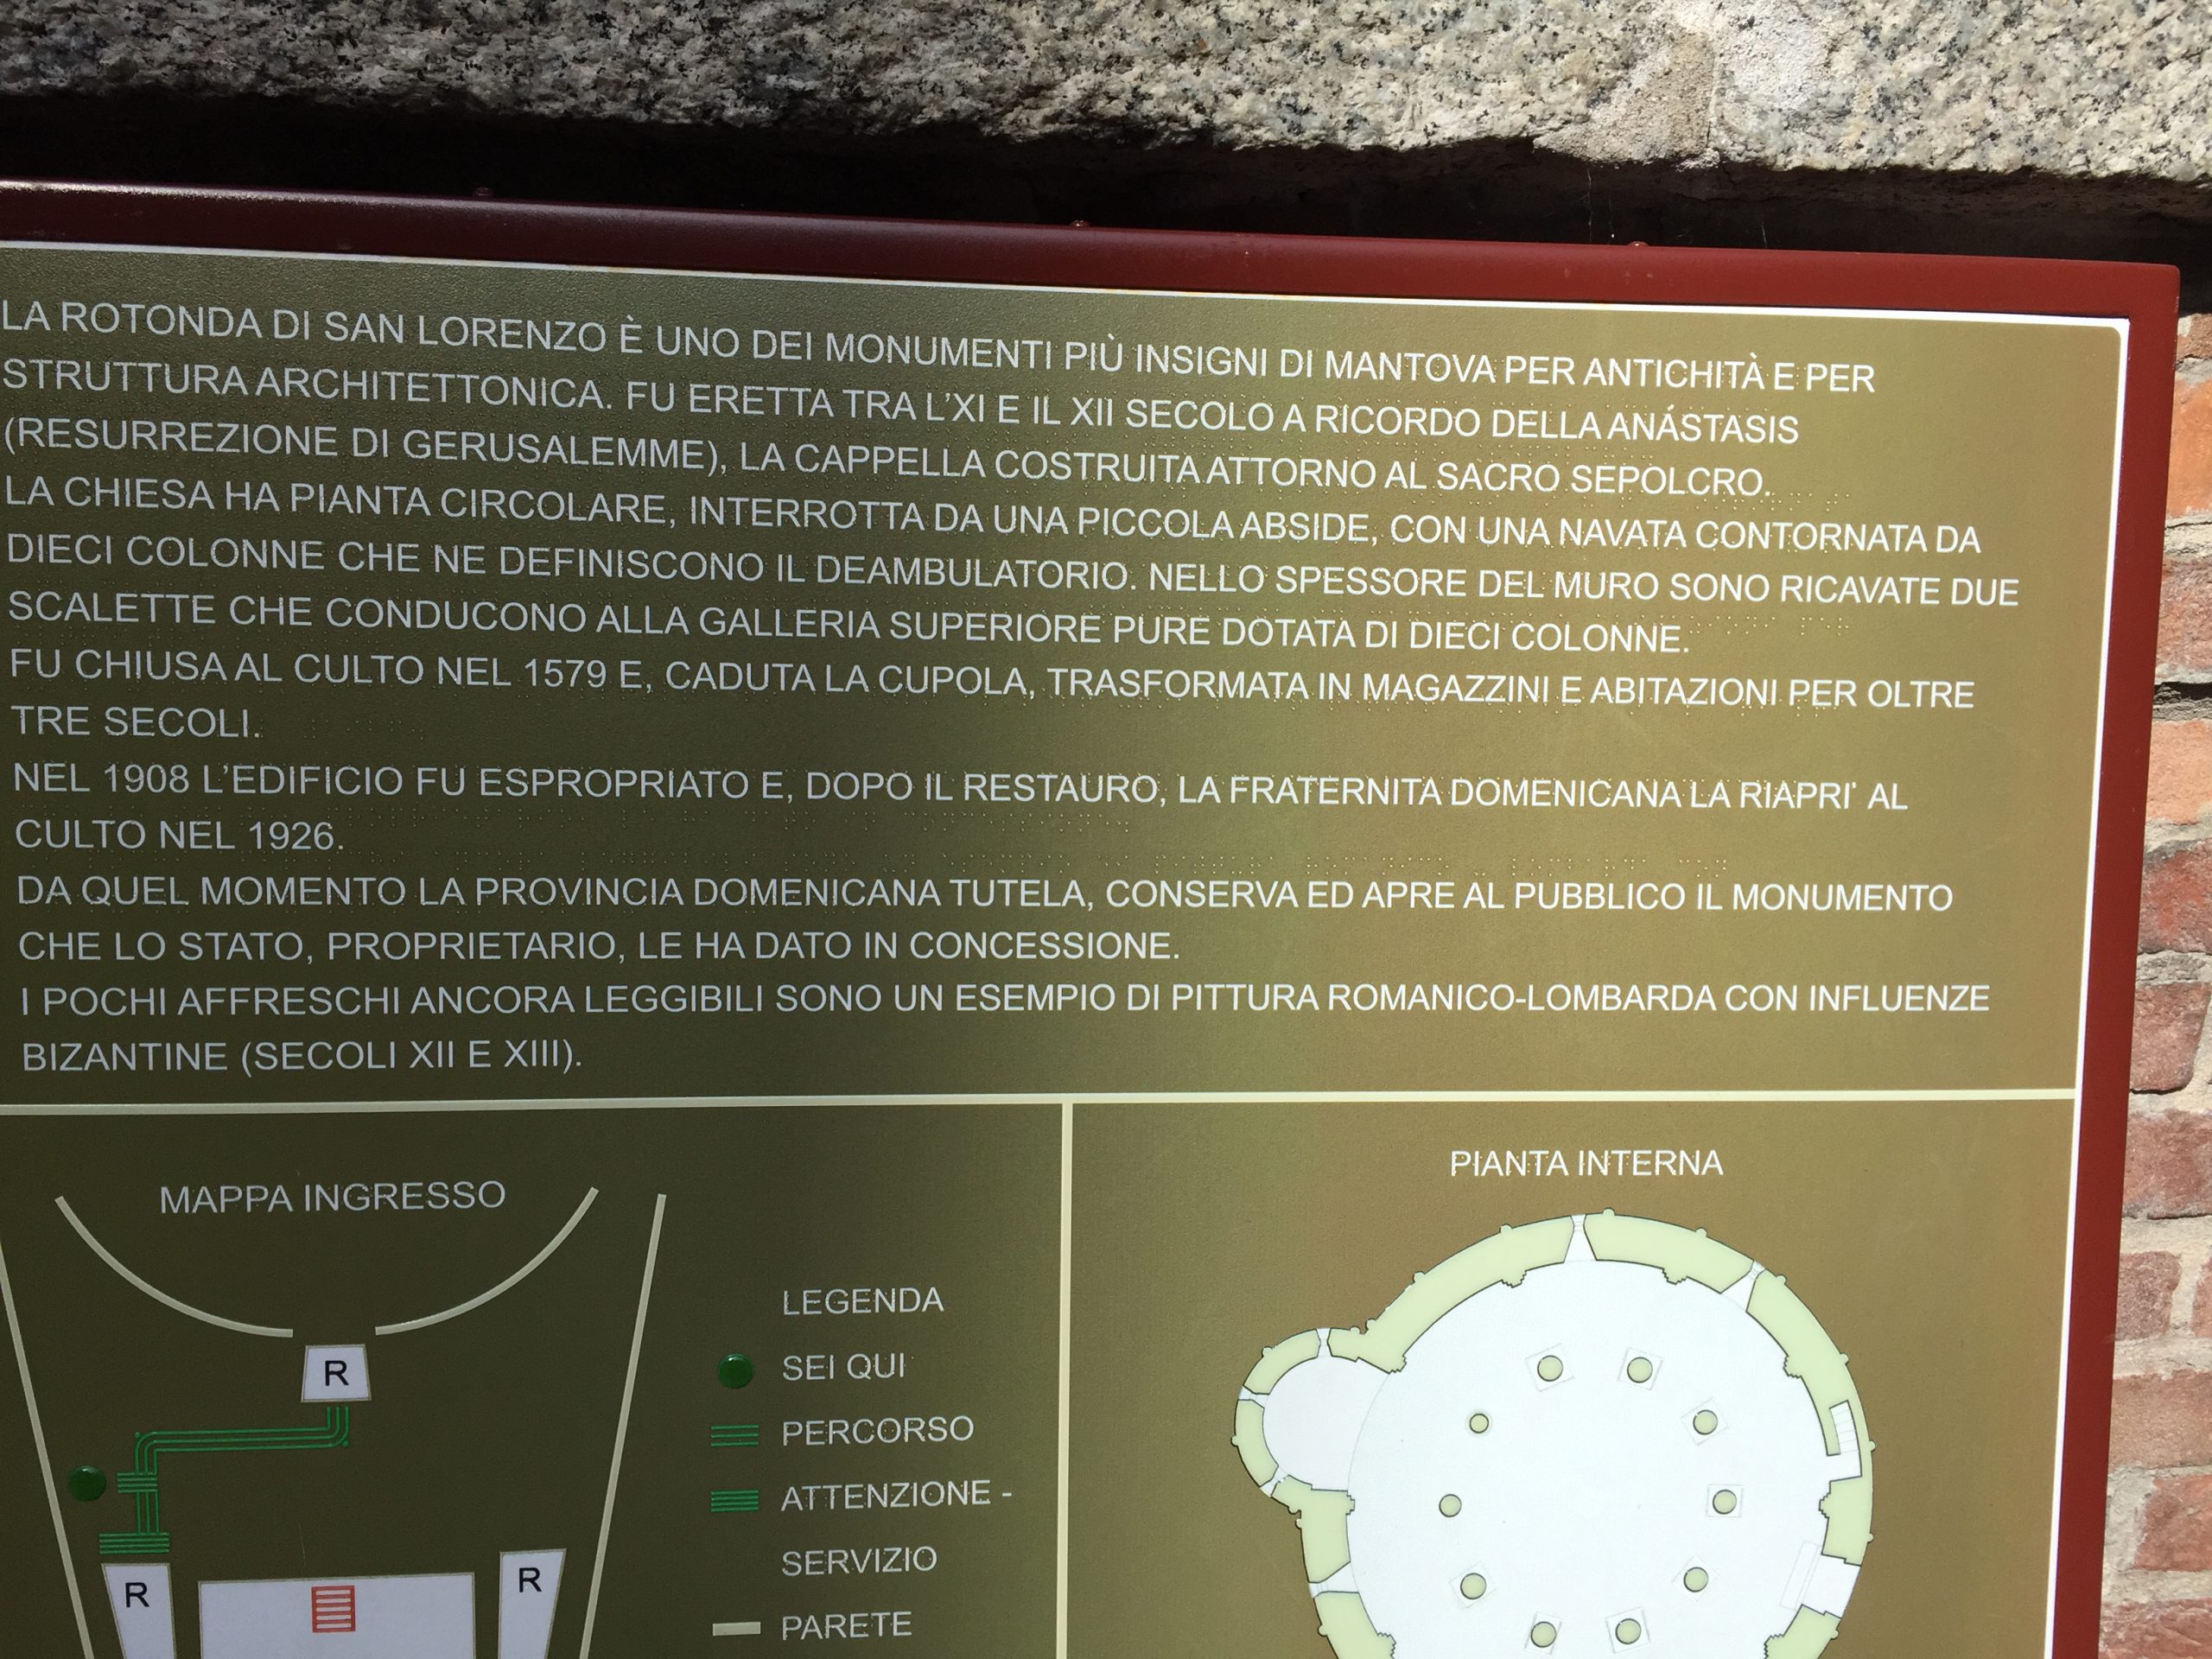 LA ROTONDA DI SAN LORENZO È UNO DEI MONUMENTI PIÙ INSIGNI DI MANTOVA PER ANTICHITÀ E PER
STRUTTURA ARCHITETTONICA. FU ERETTA TRA L'XI E IL XII SECOLO A RICORDO DELLA ANÁSTASIS
(RESURREZIONE DI GERUSALEMME), LA CAPPELLA COSTRUITA ATTORNO AL SACRO SEPOLCRO.
LA CHIESA HA PIANTA CIRCOLARE, INTERROTTA DA UNA PICCOLA ABSIDE, CON UNA NAVATA CONTORNATA DA
DIECI COLONNE CHE NE DEFINISCONO IL DEAMBULATORIO. NELLO SPESSORE DEL MURO SONO RICAVATE DUE
SCALETTE CHE CONDUCONO ALLA GALLERIA SUPERIORE PURE DOTATA DI DIECI COLONNE.
FU CHIUSA AL CULTO NEL 1579 E, CADUTA LA CUPOLA, TRASFORMATA IN MAGAZZINI E ABITAZIONI PER OLTRE
TRE SECOLI.
NEL 1908 L'EDIFICIO FU ESPROPRIATO E, DOPO IL RESTAURO, LA FRATERNITA DOMENICANA LA RIAPRI' AL
CULTO NEL 1926.
DA QUEL MOMENTO LA PROVINCIA DOMENICANA TUTELA, CONSERVA ED APRE AL PUBBLICO IL MONUMENTO
CHE LO STATO, PROPRIETARIO, LE HA DATO IN CONCESSIONE.
I POCHI AFFRESCHI ANCORA LEGGIBILI SONO UN ESEMPIO DI PITTURA ROMANICO-LOMBARDA CON INFLUENZE
BIZANTINE (SECOLI XII E XIII).
MAPPA INGRESSO
R
R
R
LEGENDA
SEI QUI
PERCORSO
ATTENZIONE -
SERVIZIO
PARETE
PIANTA INTERNA